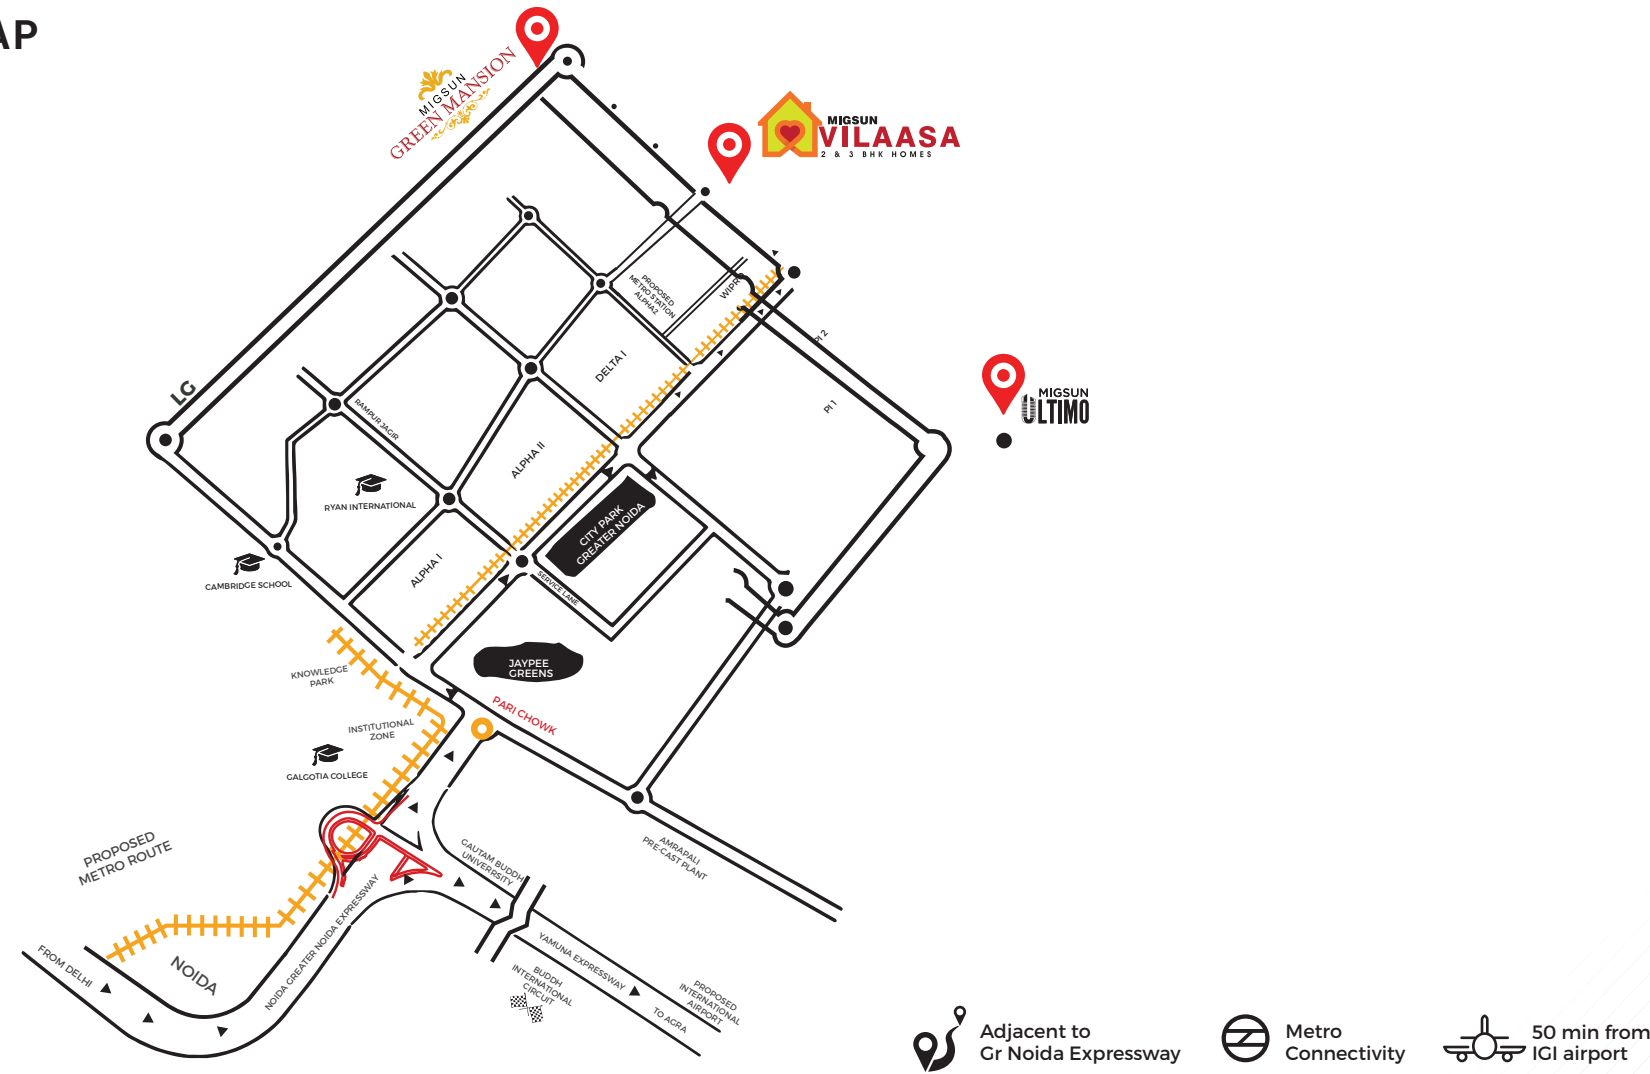 AP
MIGSUN
GREEN MANSION
MIGSUN
VILAASA
2 & 3 BHK HOMES
PROPOSED
METRO STATION
ALPHA2
WIPR
PI 2
DELTA I
LG
RAMPUR JAGIR
PI 1
MIGSUN
ULTIMO
ALPHA II
RYAN INTERNATIONAL
CITY PARK
GREATER NOIDA
ALPHA I
CAMBRIDGE SCHOOL
SERVICE LANE
JAYPEE
GREENS
KNOWLEDGE
PARK
PARI CHOWK
INSTITUTIONAL
ZONE
GALGOTIA COLLEGE
PROPOSED
METRO ROUTE
GAUTAM BUDDH
UNIVERRSITY
AMRAPALI
PRE-CAST PLANT
NOIDA GREATER NOIDA EXPRESSWAY
FROM DELHI
NOIDA
YAMUNA EXPRESSWAY
BUDDH
INTERNATIONAL
CIRCUIT
TO AGRA
PROPOSED
INTERNATIONAL
AIRPORT
Adjacent to
Gr Noida Expressway
Metro
Connectivity
50 min from
IGI airport